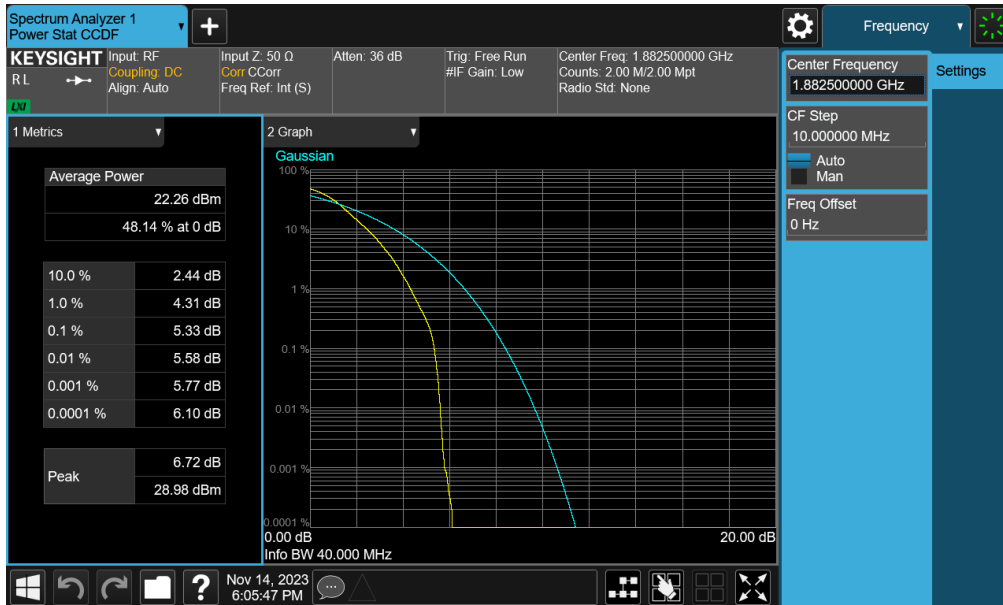 Spectrum Analyzer 1
Power Stat CCDF
Frequency
KEYSIGHT
R L
LXI
Input: RF
Coupling: DC
Align: Auto
Input Z: 50 Ω
Corr CCorr
Freq Ref: Int (S)
Atten: 36 dB
Trig: Free Run
#IF Gain: Low
Center Freq: 1.882500000 GHz
Counts: 2.00 M/2.00 Mpt
Radio Std: None
Center Frequency
1.882500000 GHz
Settings
CF Step
10.000000 MHz
Auto
Man
Freq Offset
0 Hz
1 Metrics
Average Power
22.26 dBm
48.14 % at 0 dB
10.0 % 2.44 dB
1.0 % 4.31 dB
0.1 % 5.33 dB
0.01 % 5.58 dB
0.001 % 5.77 dB
0.0001 % 6.10 dB
Peak
6.72 dB
28.98 dBm
2 Graph
Gaussian
100 %
10 %
1 %
0.1 %
0.01 %
0.001 %
0.0001 %
0.00 dB 20.00 dB
Info BW 40.000 MHz
?
Nov 14, 2023
6:05:47 PM